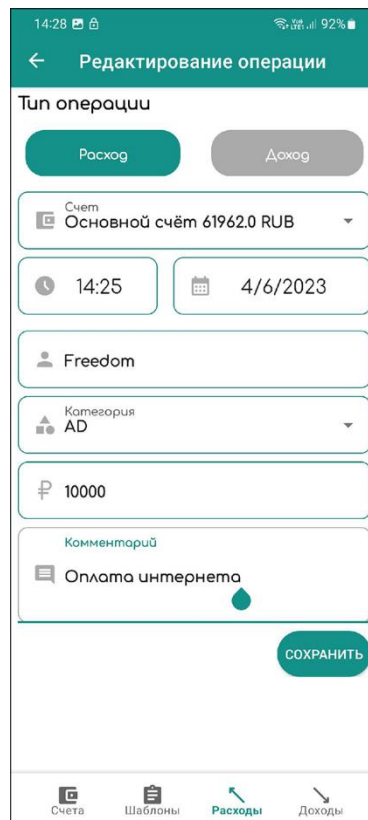 14:28 92%
Редактирование операции
Тип операции
Расход Доход
Счет
Основной счёт 61962.0 RUB
14:25 4/6/2023
Freedom
Категория
AD
₽ 10000
Комментарий
Оплата интернета
СОХРАНИТЬ
Счета Шаблоны Расходы Доходы